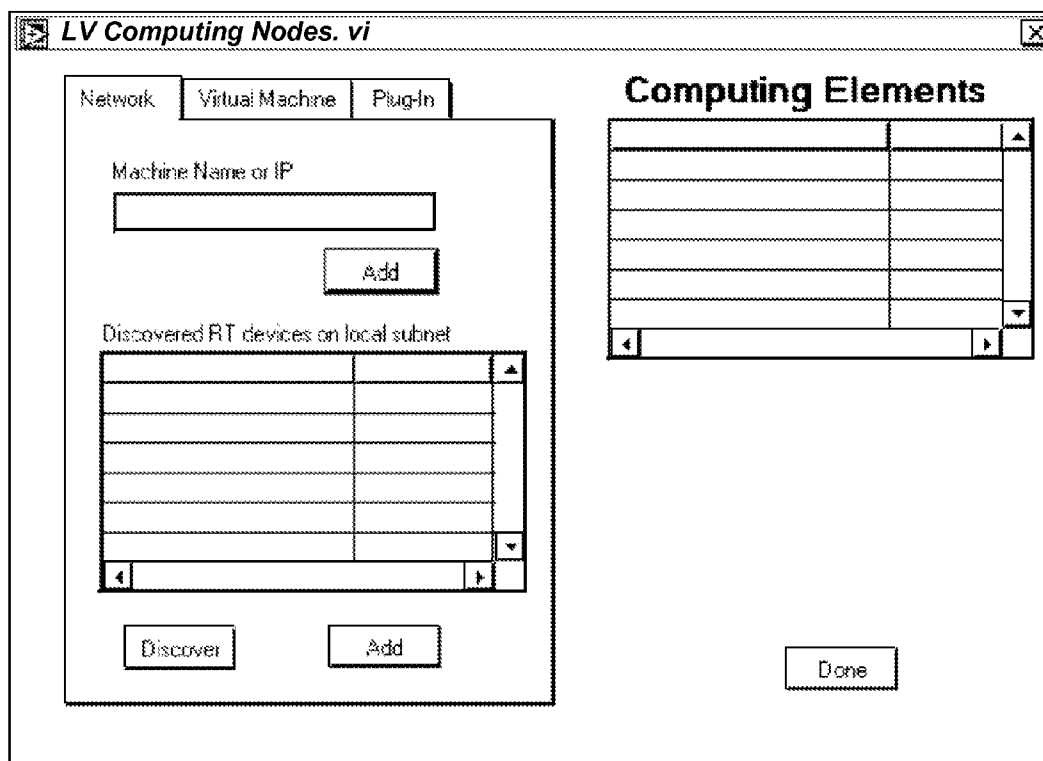 LV Computing Nodes. vi
Network
Virtual Machine
Plug-In
Machine Name or IP
Add
Discovered RT devices on local subnet
Discover
Add
Computing Elements
Done